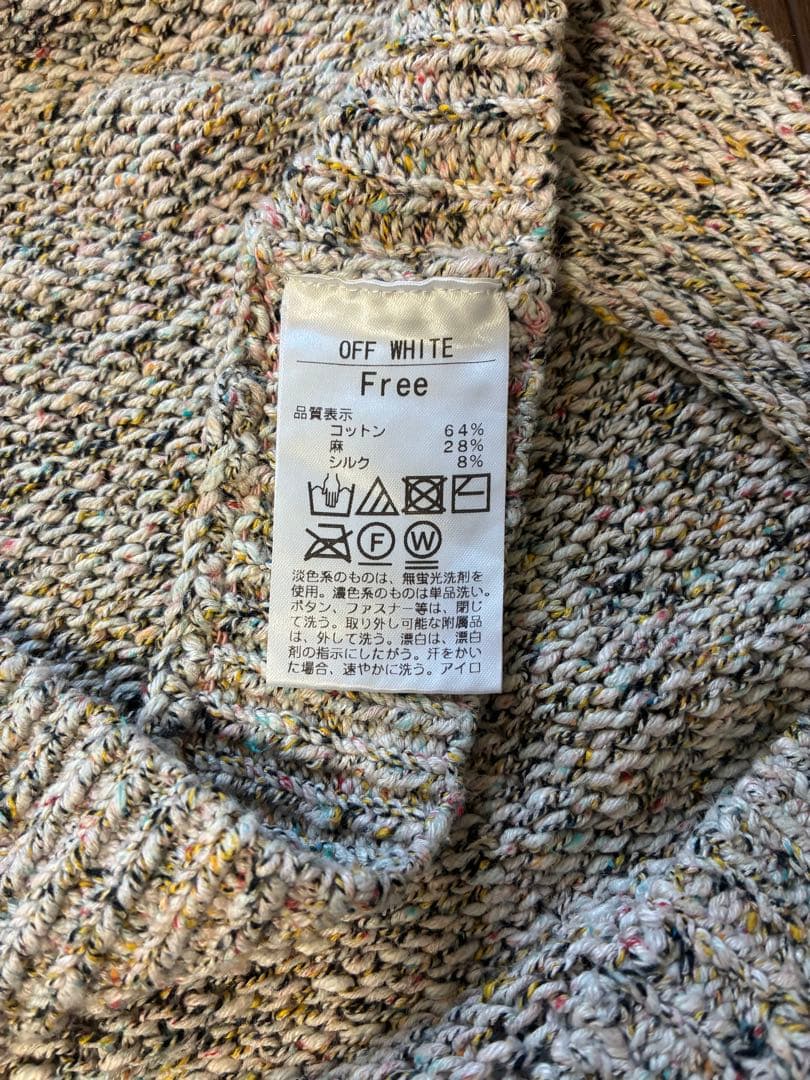 OFF WHITE
Free
品質表示
コットン 64%
麻 28%
シルク 8%
F W
淡色系のものは、無蛍光洗剤を
使用。濃色系のものは単品洗い。
ボタン、ファスナー等は、閉じ
て洗う。取り外し可能な附属品
は、外して洗う。漂白は、漂白
剤の指示にしたがう。汗をかい
た場合、速やかに洗う。アイロ